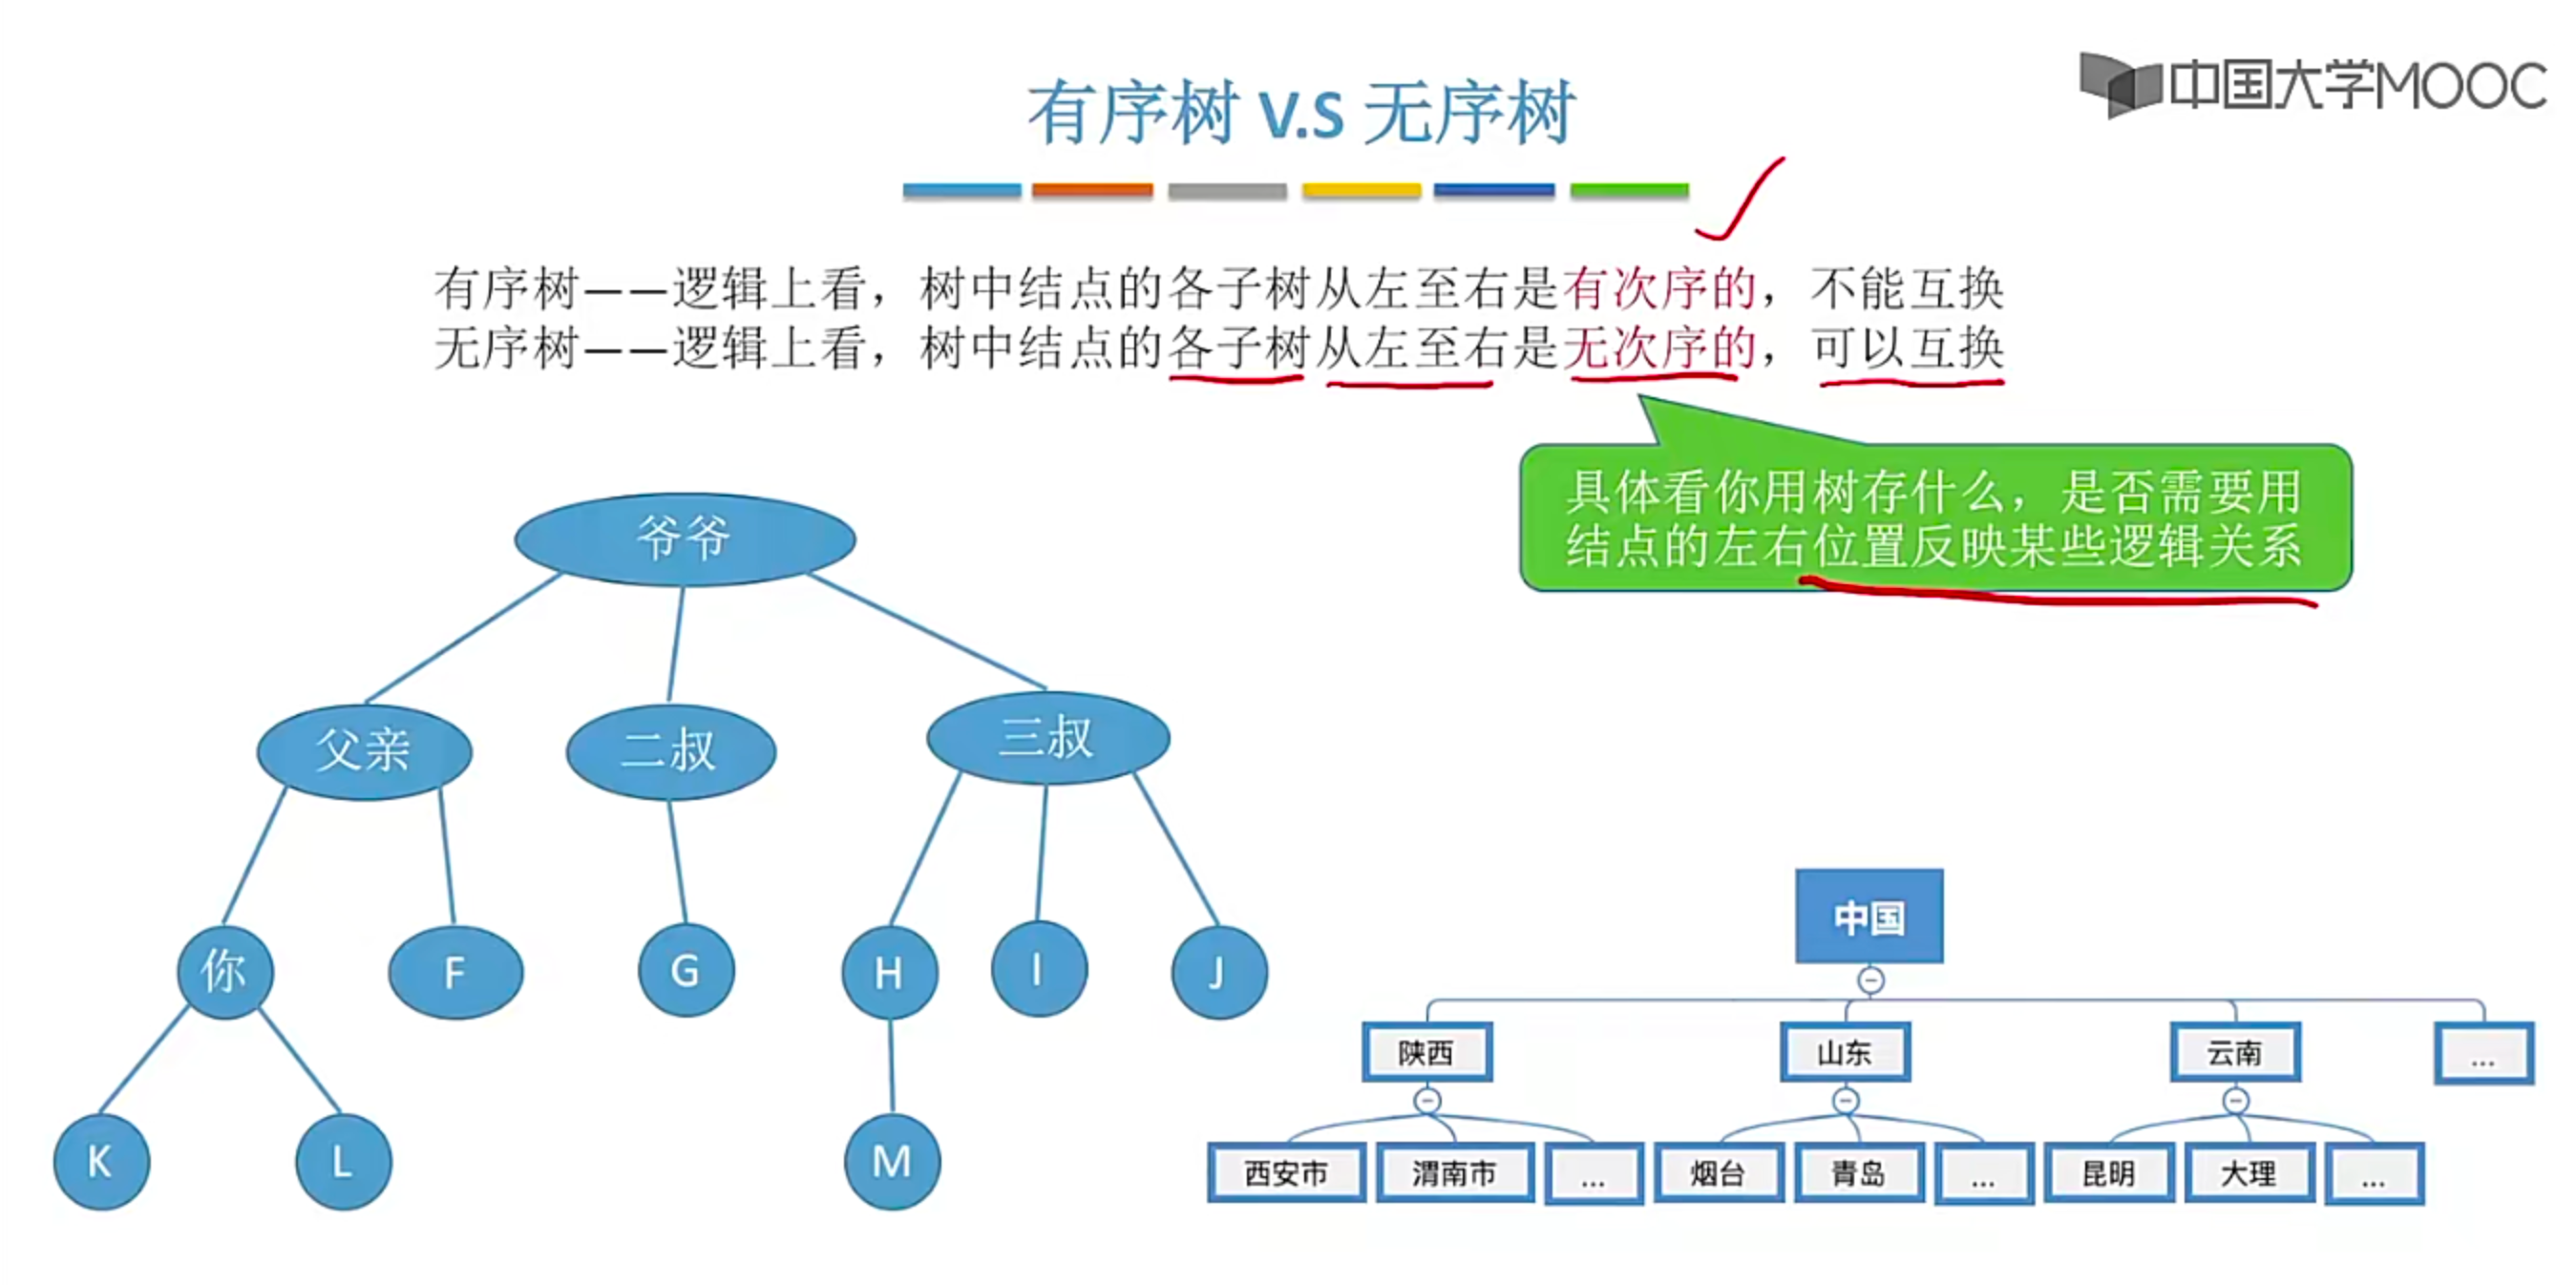 中国大学MOOC
有序树 V.S 无序树
有序树——逻辑上看，树中结点的各子树从左至右是有次序的，不能互换
无序树——逻辑上看，树中结点的各子树从左至右是无次序的，可以互换
具体看你用树存什么，是否需要用
结点的左右位置反映某些逻辑关系
爷爷
父亲
二叔
三叔
你
F
G
H
I
J
K
L
M
中国
陕西
山东
云南
...
西安市
渭南市
...
烟台
青岛
...
昆明
大理
...